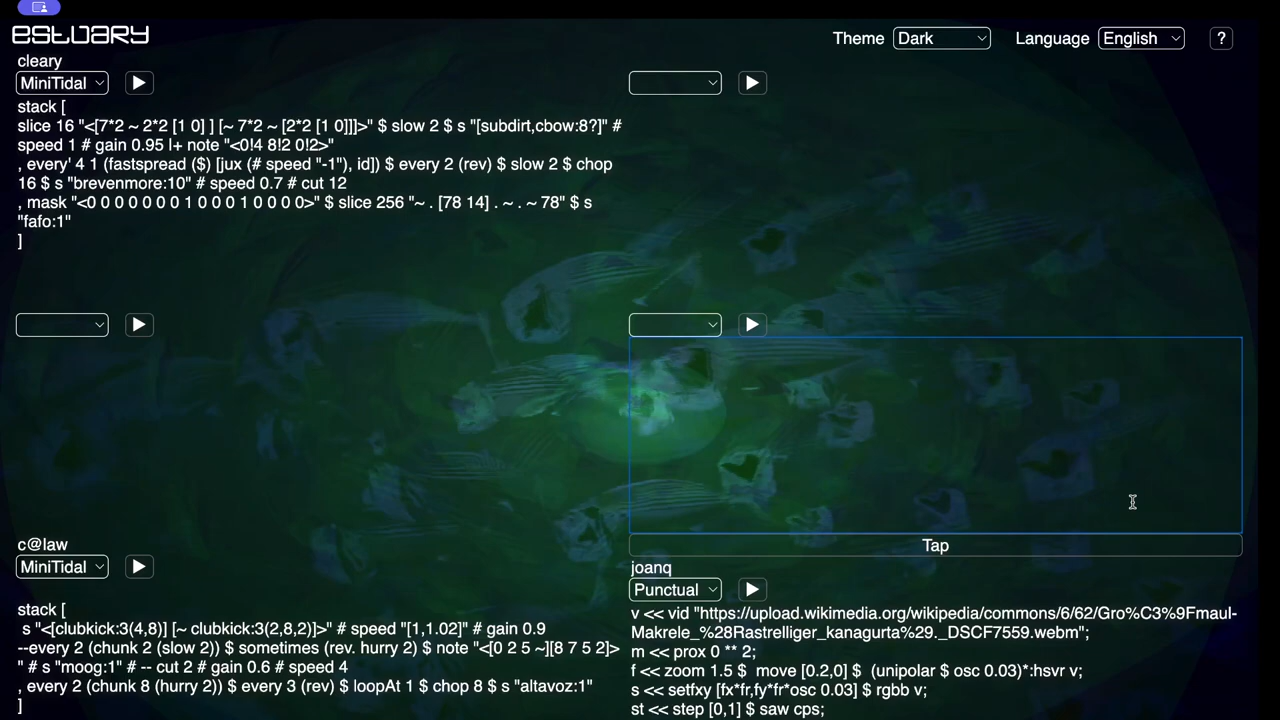 ESTUARY
Theme Dark Language English ?
cleary
MiniTidal
stack [
slice 16 "<[7*2 ~ 2*2 [1 0] ] [~ 7*2 ~ [2*2 [1 0]]]>" $ slow 2 $ s "[subdirt,cbow:8?]" #
speed 1 # gain 0.95 |+ note "<0!4 8!2 0!2>"
, every' 4 1 (fastspread ($) [jux (# speed "-1"), id]) $ every 2 (rev) $ slow 2 $ chop
16 $ s "brevenmore:10" # speed 0.7 # cut 12
, mask "<0 0 0 0 0 0 0 1 0 0 0 1 0 0 0 0>" $ slice 256 "~ . [78 14] . ~ . ~ 78" $ s
"fafo:1"
]
c@law
MiniTidal
stack [
s "<[clubkick:3(4,8)] [~ clubkick:3(2,8,2)]>" # speed "[1,1.02]" # gain 0.9
--every 2 (chunk 2 (slow 2)) $ sometimes (rev. hurry 2) $ note "<[0 2 5 ~][8 7 5 2]>
" # s "moog:1" # -- cut 2 # gain 0.6 # speed 4
, every 2 (chunk 8 (hurry 2)) $ every 3 (rev) $ loopAt 1 $ chop 8 $ s "altavoz:1"
]
Tap
joanq
Punctual
v << vid "https://upload.wikimedia.org/wikipedia/commons/6/62/Gro%C3%9Fmaul-
Makrele_%28Rastrelliger_kanagurta%29._DSCF7559.webm";
m << prox 0 ** 2;
f << zoom 1.5 $ move [0.2,0] $ (unipolar $ osc 0.03)*:hsvr v;
s << setfxy [fx*fr,fy*fr*osc 0.03] $ rgbb v;
st << step [0,1] $ saw cps;